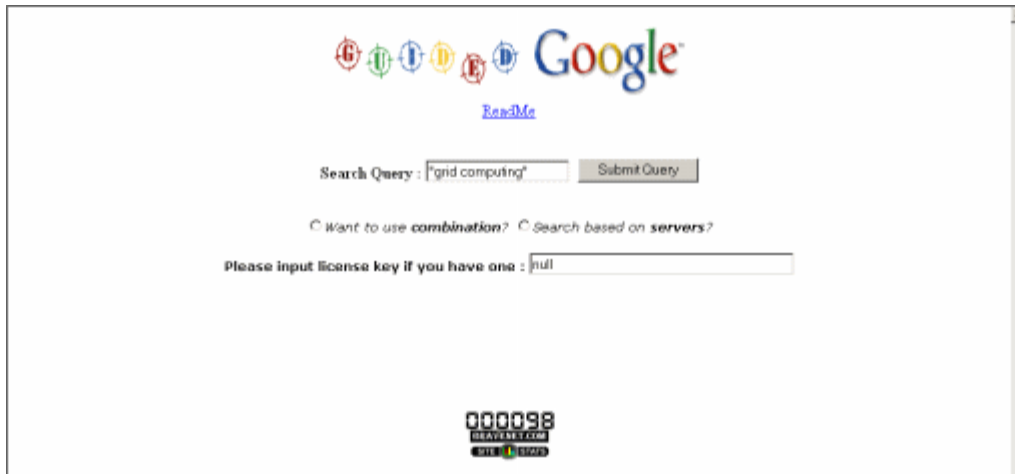 GUIDED Google
ReadMe
Search Query : "grid computing" Submit Query
Want to use combination? Search based on servers?
Please input license key if you have one : null
000098
BRAVENET.COM
SITE STATS